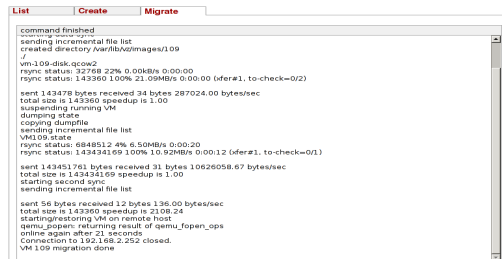 List
Create
Migrate
command finished
starting data sync
sending incremental file list
created directory /var/lib/vz/images/109
./
vm-109-disk.qcow2
rsync status: 32768 22% 0.00kB/s 0:00:00
rsync status: 143360 100% 21.09MB/s 0:00:00 (xfer#1, to-check=0/2)
sent 143478 bytes received 34 bytes 287024.00 bytes/sec
total size is 143360 speedup is 1.00
suspending running VM
dumping state
copying dumpfile
sending incremental file list
VM109.state
rsync status: 6848512 4% 6.50MB/s 0:00:20
rsync status: 143434169 100% 10.92MB/s 0:00:12 (xfer#1, to-check=0/1)
sent 143451761 bytes received 31 bytes 10626058.67 bytes/sec
total size is 143434169 speedup is 1.00
starting second sync
sending incremental file list
sent 56 bytes received 12 bytes 136.00 bytes/sec
total size is 143360 speedup is 2108.24
starting/restoring VM on remote host
qemu_popen: returning result of qemu_fopen_ops
online again after 21 seconds
Connection to 192.168.2.252 closed.
VM 109 migration done